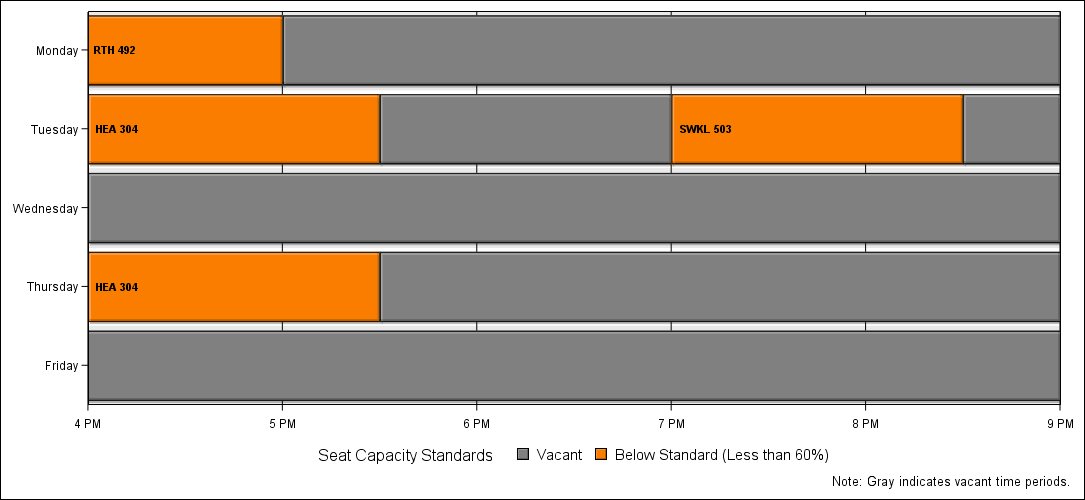 Monday
RTH 492
Tuesday
HEA 304
SWKL 503
Wednesday
Thursday
HEA 304
Friday
4 PM 5 PM 6 PM 7 PM 8 PM 9 PM
Seat Capacity Standards Vacant Below Standard (Less than 60%)
Note: Gray indicates vacant time periods.